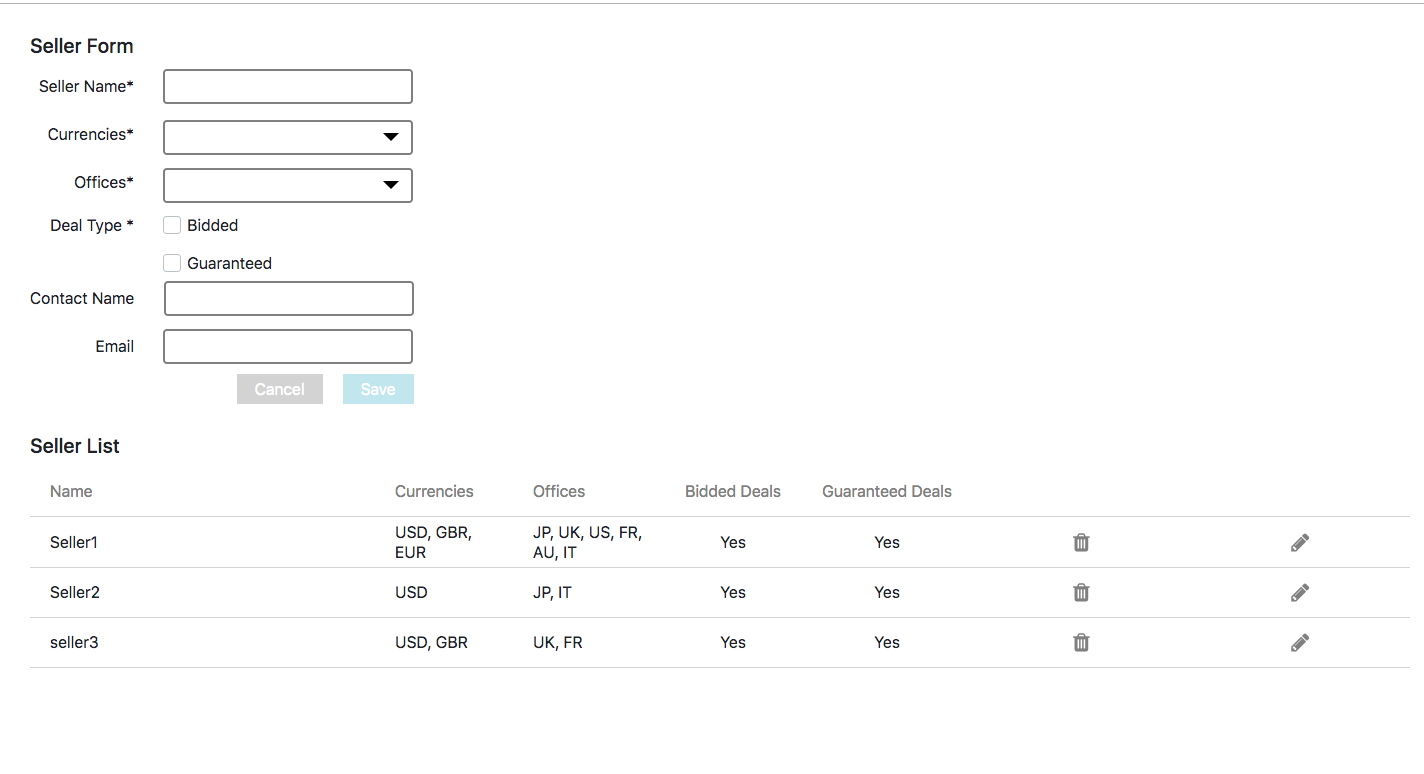 Seller Form
Seller Name*
Currencies*
Offices*
Deal Type * Bidded
Guaranteed
Contact Name
Email
Cancel Save
Seller List
Name Currencies Offices Bidded Deals Guaranteed Deals
Seller1 USD, GBR, EUR JP, UK, US, FR, AU, IT Yes Yes
Seller2 USD JP, IT Yes Yes
seller3 USD, GBR UK, FR Yes Yes